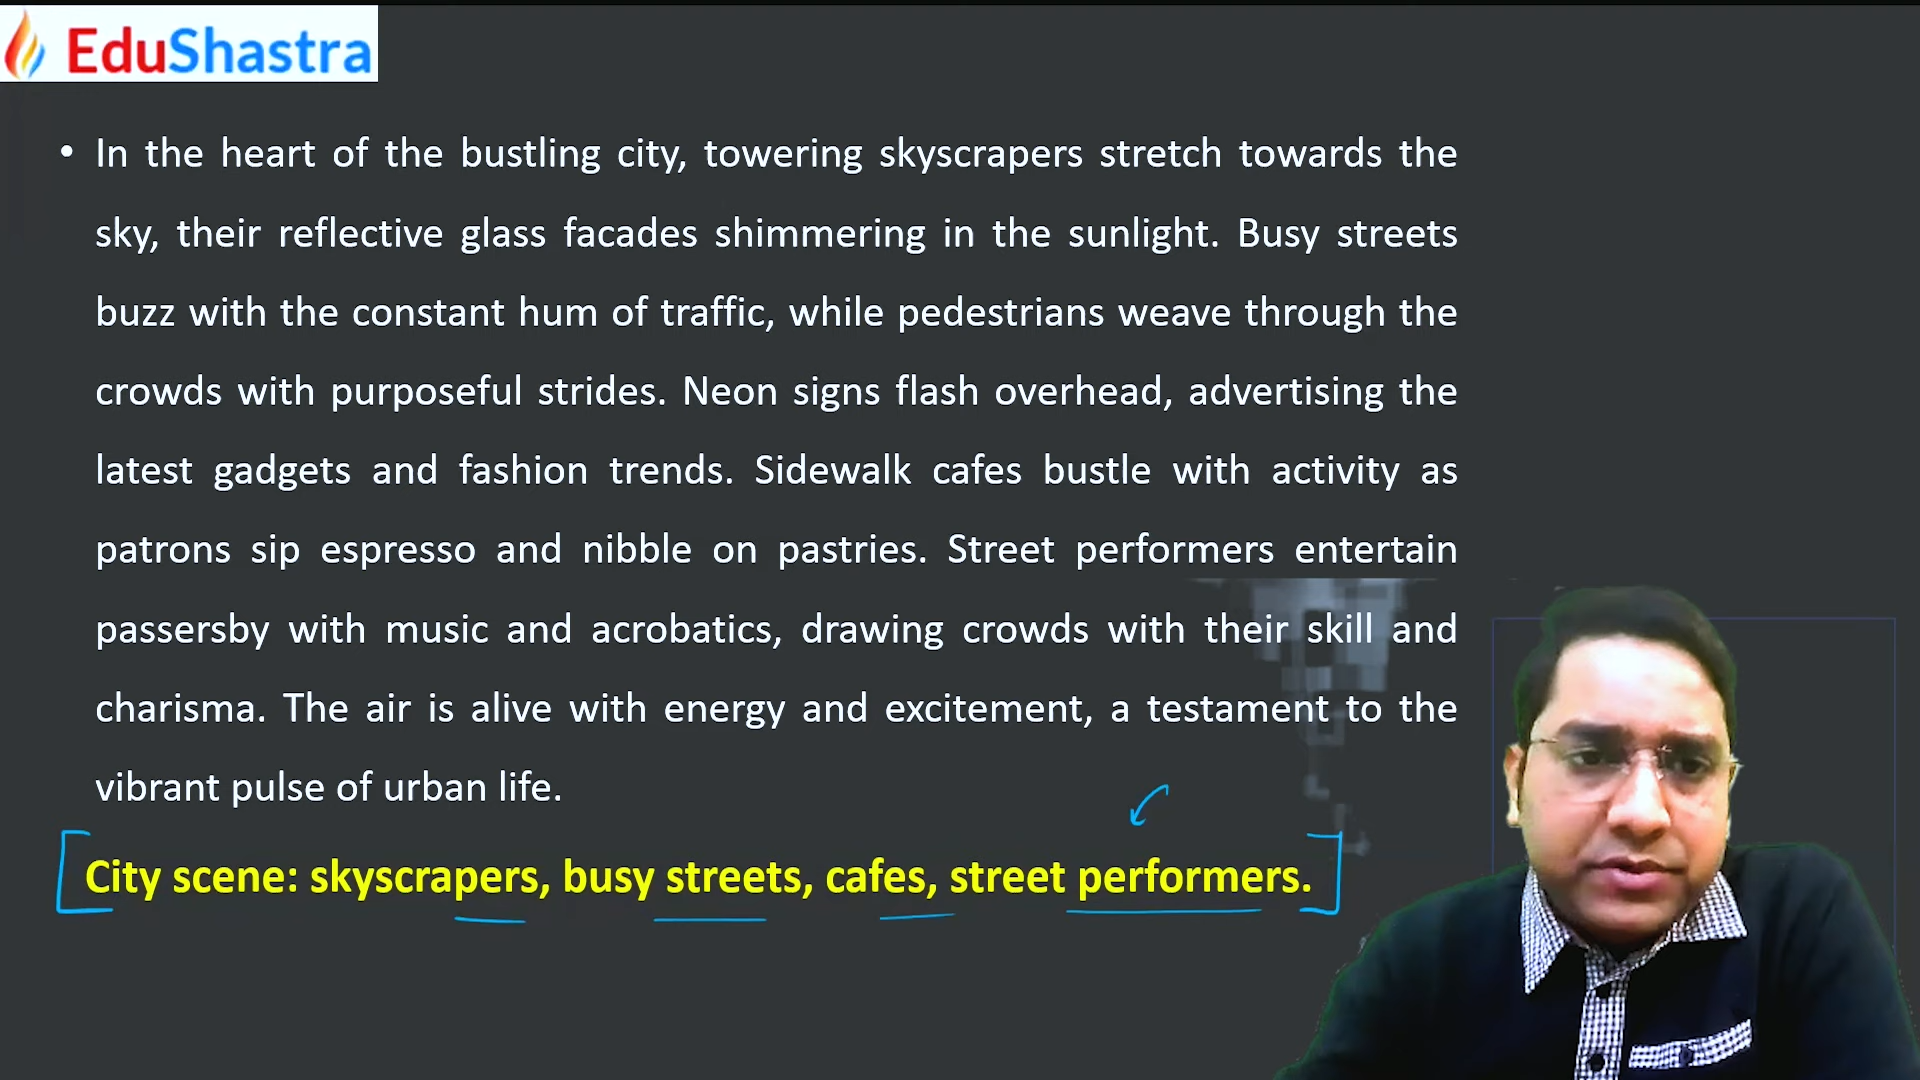 EduShastra
• In the heart of the bustling city, towering skyscrapers stretch towards the
sky, their reflective glass facades shimmering in the sunlight. Busy streets
buzz with the constant hum of traffic, while pedestrians weave through the
crowds with purposeful strides. Neon signs flash overhead, advertising the
latest gadgets and fashion trends. Sidewalk cafes bustle with activity as
patrons sip espresso and nibble on pastries. Street performers entertain
passersby with music and acrobatics, drawing crowds with their skill and
charisma. The air is alive with energy and excitement, a testament to the
vibrant pulse of urban life.
City scene: skyscrapers, busy streets, cafes, street performers.